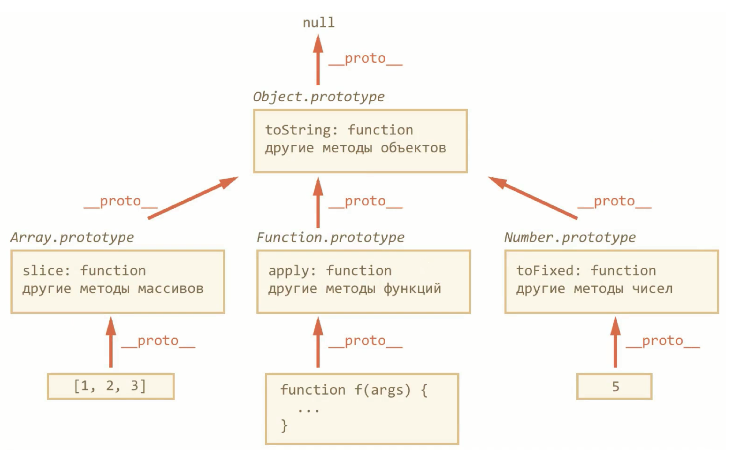 null
__proto__
Object.prototype
toString: function
другие методы объектов
__proto__
__proto__
__proto__
Array.prototype
Function.prototype
Number.prototype
slice: function
другие методы массивов
apply: function
другие методы функций
toFixed: function
другие методы чисел
__proto__
__proto__
__proto__
[1, 2, 3]
function f(args) {
...
}
5